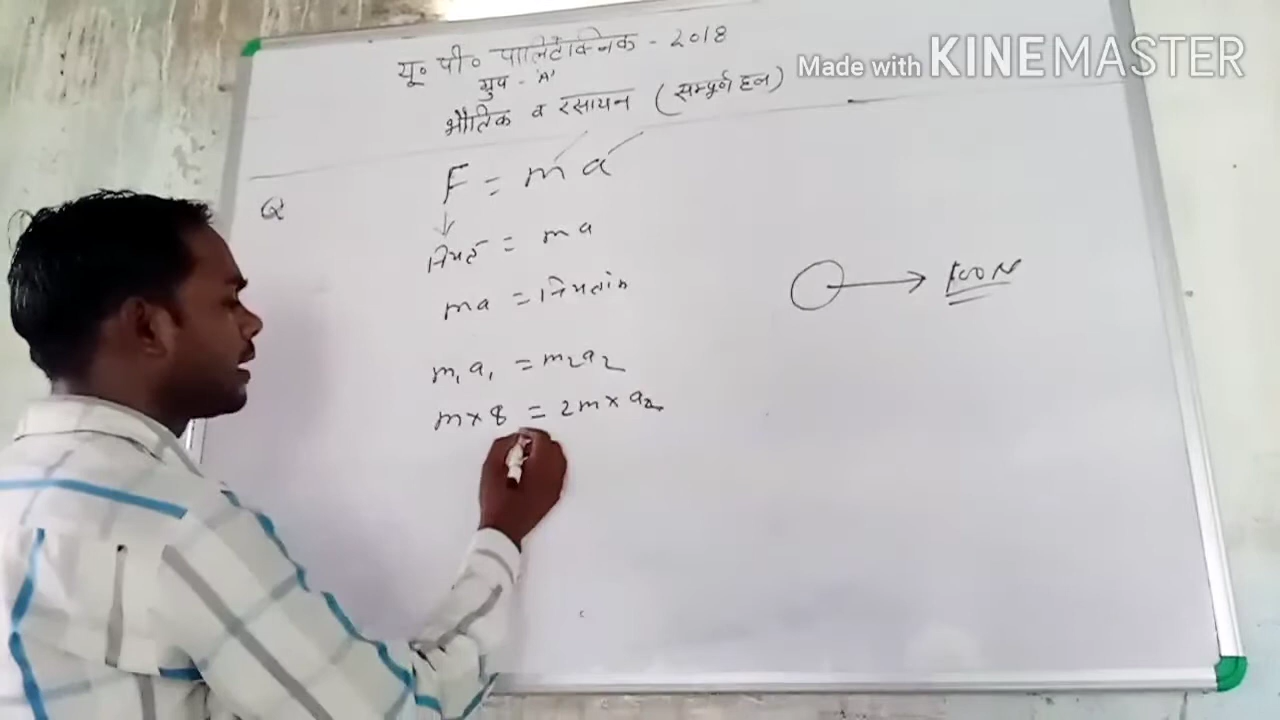 यू० पी० पालिटेक्निक - 2018
ग्रुप - 'A'
भौतिक व रसायन (सम्पूर्ण हल)
Made with KINEMASTER
F = ma
Q
नियत = ma
ma = नियतांक
100N
m₁a₁ = m₂a₂
m×8 = 2m×a₂